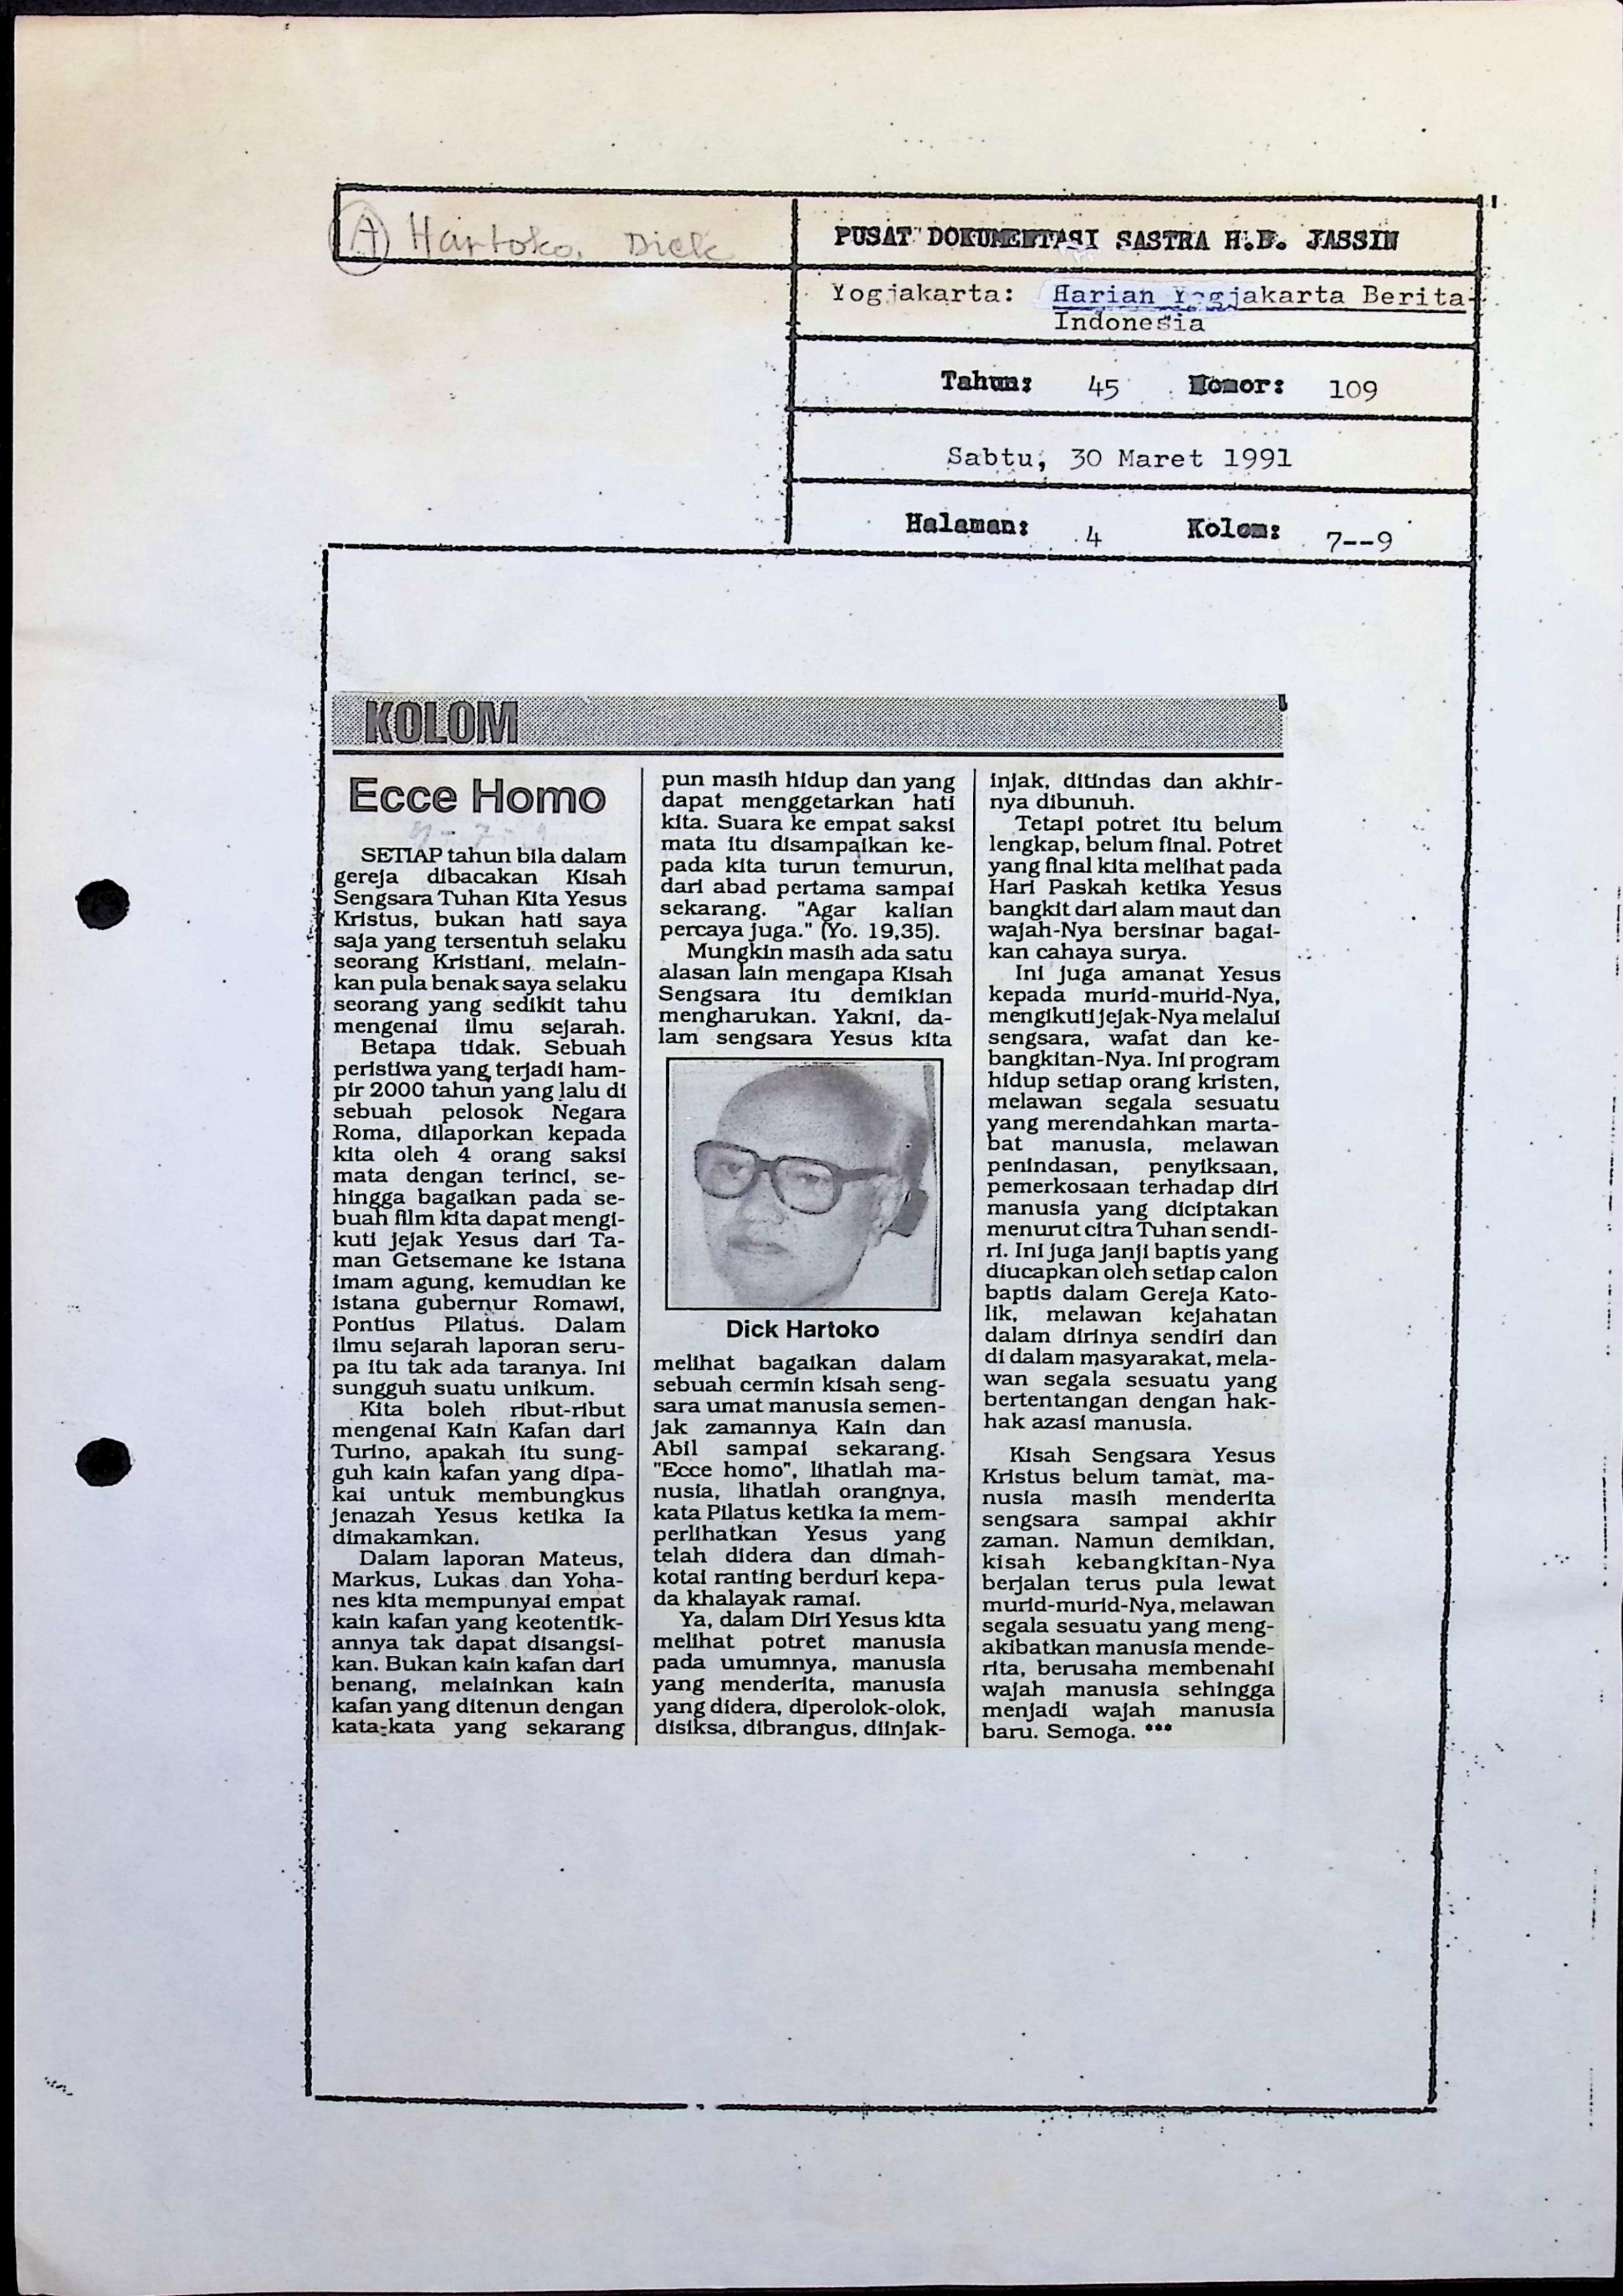 A Hartoko, Dick
PUSAT DOKUMENTASI SASTRA H.B. JASSIN
Yogjakarta: Harian Yogjakarta Berita
Indonesia
Tahun: 45 Nomor: 109
Sabtu, 30 Maret 1991
Halaman: 4 Kolom: 7--9
KOLOM
Ecce Homo
SETIAP tahun bila dalam
gereja dibacakan Kisah
Sengsara Tuhan Kita Yesus
Kristus, bukan hati saya
saja yang tersentuh selaku
seorang Kristiani, melain-
kan pula benak saya selaku
seorang yang sedikit tahu
mengenai ilmu sejarah.
Betapa tidak. Sebuah
peristiwa yang terjadi ham-
pir 2000 tahun yang lalu di
sebuah pelosok Negara
Roma, dilaporkan kepada
kita oleh 4 orang saksi
mata dengan terinci, se-
hingga bagaikan pada se-
buah film kita dapat mengi-
kuti jejak Yesus dari Ta-
man Getsemane ke istana
imam agung, kemudian ke
istana gubernur Romawi,
Pontius Pilatus. Dalam
ilmu sejarah laporan seru-
pa itu tak ada taranya. Ini
sungguh suatu unikum.
Kita boleh ribut-ribut
mengenai Kain Kafan dari
Turino, apakah itu sung-
guh kain kafan yang dipa-
kai untuk membungkus
jenazah Yesus ketika Ia
dimakamkan.
Dalam laporan Mateus,
Markus, Lukas dan Yoha-
nes kita mempunyai empat
kain kafan yang keotentik-
annya tak dapat disangsi-
kan. Bukan kain kafan dari
benang, melainkan kain
kafan yang ditenun dengan
kata-kata yang sekarang
pun masih hidup dan yang
dapat menggetarkan hati
kita. Suara ke empat saksi
mata itu disampaikan ke-
pada kita turun temurun,
dari abad pertama sampai
sekarang. "Agar kalian
percaya juga." (Yo. 19,35).
Mungkin masih ada satu
alasan lain mengapa Kisah
Sengsara itu demikian
mengharukan. Yakni, da-
lam sengsara Yesus kita
Dick Hartoko
melihat bagaikan dalam
sebuah cermin kisah seng-
sara umat manusia semen-
jak zamannya Kain dan
Abil sampai sekarang.
"Ecce homo", lihatlah ma-
nusia, lihatlah orangnya,
kata Pilatus ketika ia mem-
perlihatkan Yesus yang
telah didera dan dimah-
kotai ranting berduri kepa-
da khalayak ramai.
Ya, dalam Diri Yesus kita
melihat potret manusia
pada umumnya, manusia
yang menderita, manusia
yang didera, diperolok-olok,
disiksa, dibrangus, diinjak-
injak, ditindas dan akhir-
nya dibunuh.
Tetapi potret itu belum
lengkap, belum final. Potret
yang final kita melihat pada
Hari Paskah ketika Yesus
bangkit dari alam maut dan
wajah-Nya bersinar bagai-
kan cahaya surya.
Ini juga amanat Yesus
kepada murid-murid-Nya,
mengikuti jejak-Nya melalui
sengsara, wafat dan ke-
bangkitan-Nya. Ini program
hidup setiap orang kristen,
melawan segala sesuatu
yang merendahkan marta-
bat manusia, melawan
penindasan, penyiksaan,
pemerkosaan terhadap diri
manusia yang diciptakan
menurut citra Tuhan sendi-
ri. Ini juga janji baptis yang
diucapkan oleh setiap calon
baptis dalam Gereja Kato-
lik, melawan kejahatan
dalam dirinya sendiri dan
di dalam masyarakat, mela-
wan segala sesuatu yang
bertentangan dengan hak-
hak azasi manusia.
Kisah Sengsara Yesus
Kristus belum tamat, ma-
nusia masih menderita
sengsara sampai akhir
zaman. Namun demikian,
kisah kebangkitan-Nya
berjalan terus pula lewat
murid-murid-Nya, melawan
segala sesuatu yang meng-
akibatkan manusia mende-
rita, berusaha membenahi
wajah manusia sehingga
menjadi wajah manusia
baru. Semoga. ***